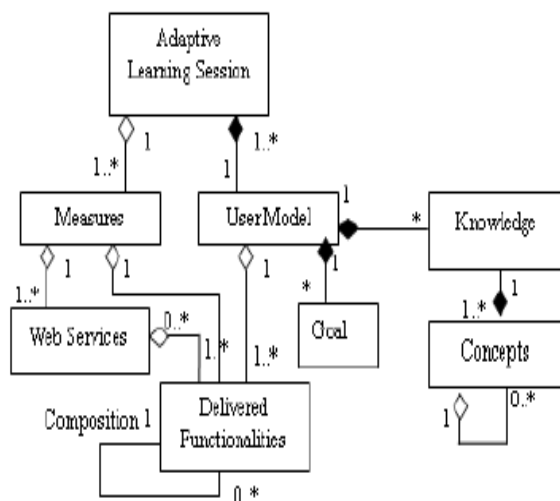 Adaptive
Learning Session
1
1..*
1..*
1
Measures
UserModel
1
*
Knowledge
1
1
1
1
1..*
*
1
1..*
Web Services
0..*
1..*
1..*
Goal
Concepts
1
0..*
Composition 1
Delivered
Functionalities
0..*